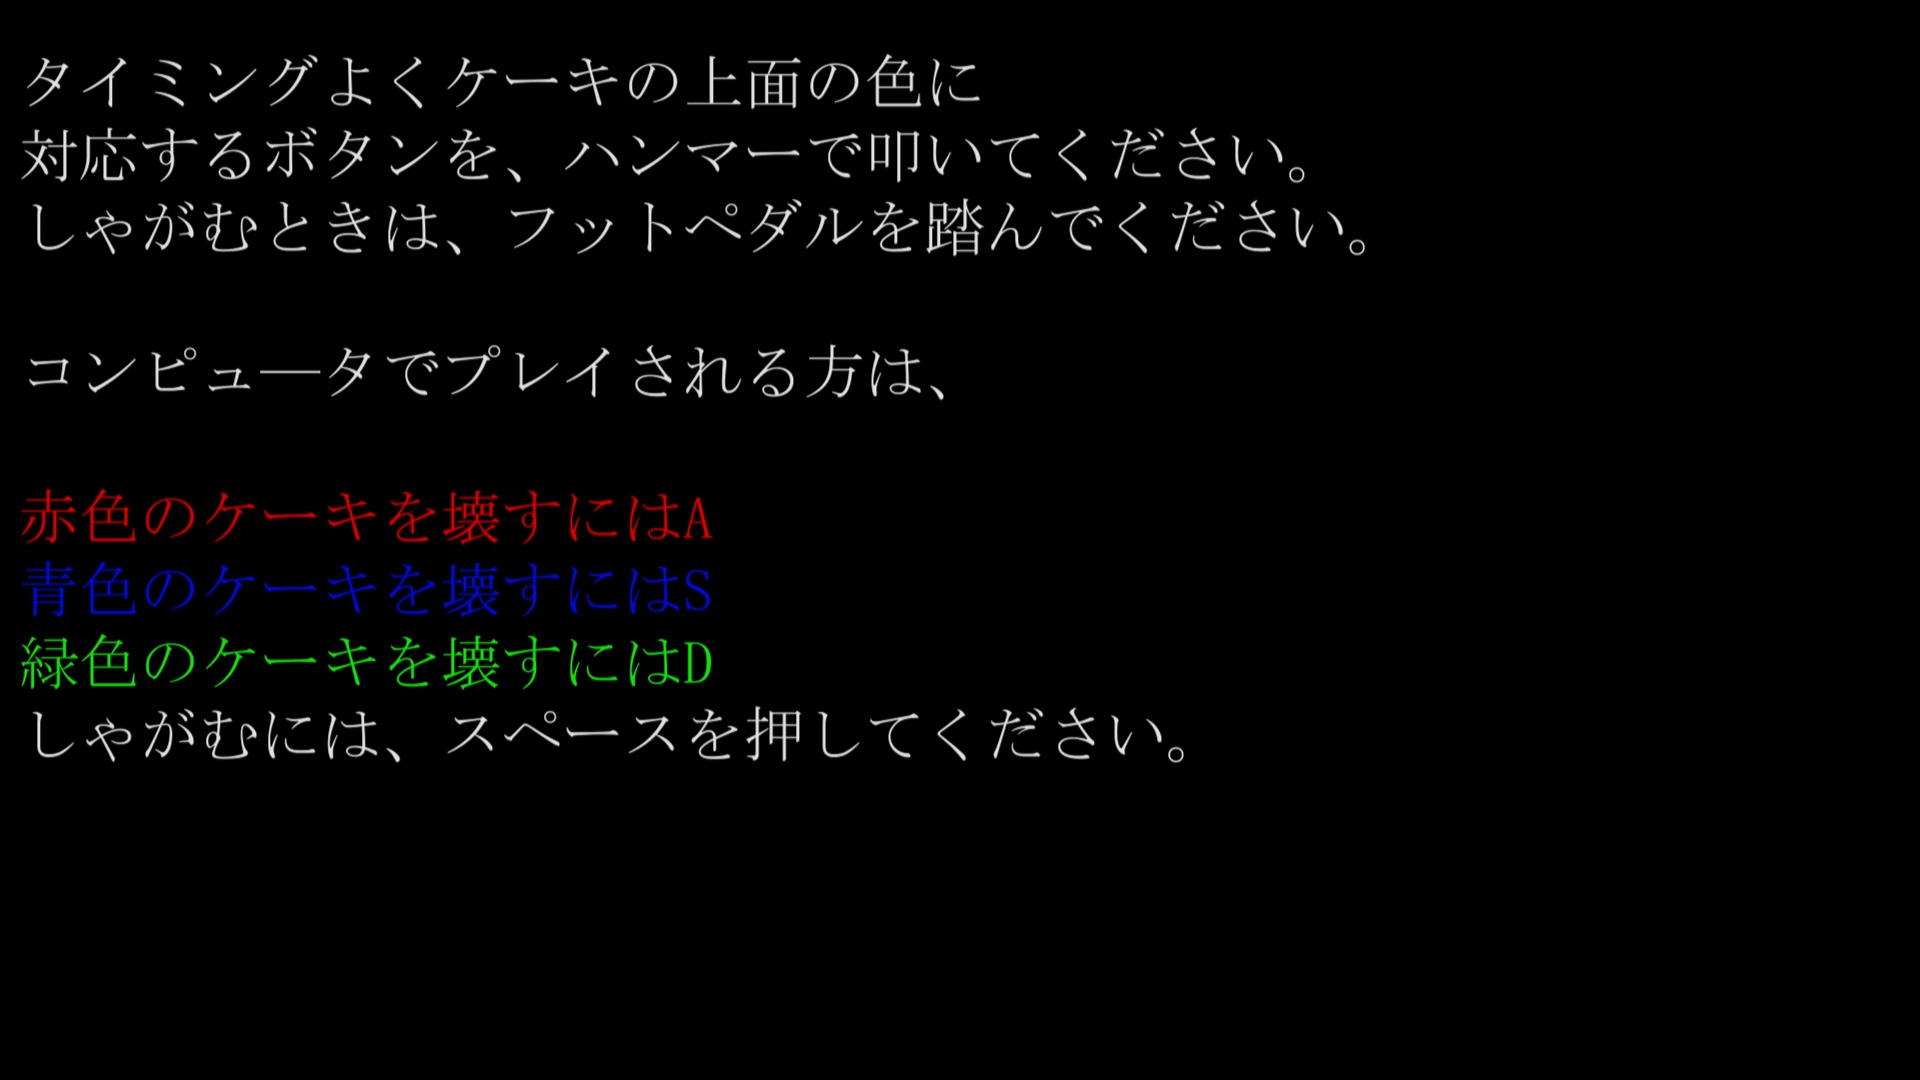 タイミングよくケーキの上面の色に
対応するボタンを、ハンマーで叩いてください。
しゃがむときは、フットペダルを踏んでください。
コンピュ―タでプレイされる方は、
赤色のケーキを壊すにはA
青色のケーキを壊すにはS
緑色のケーキを壊すにはD
しゃがむには、スペースを押してください。